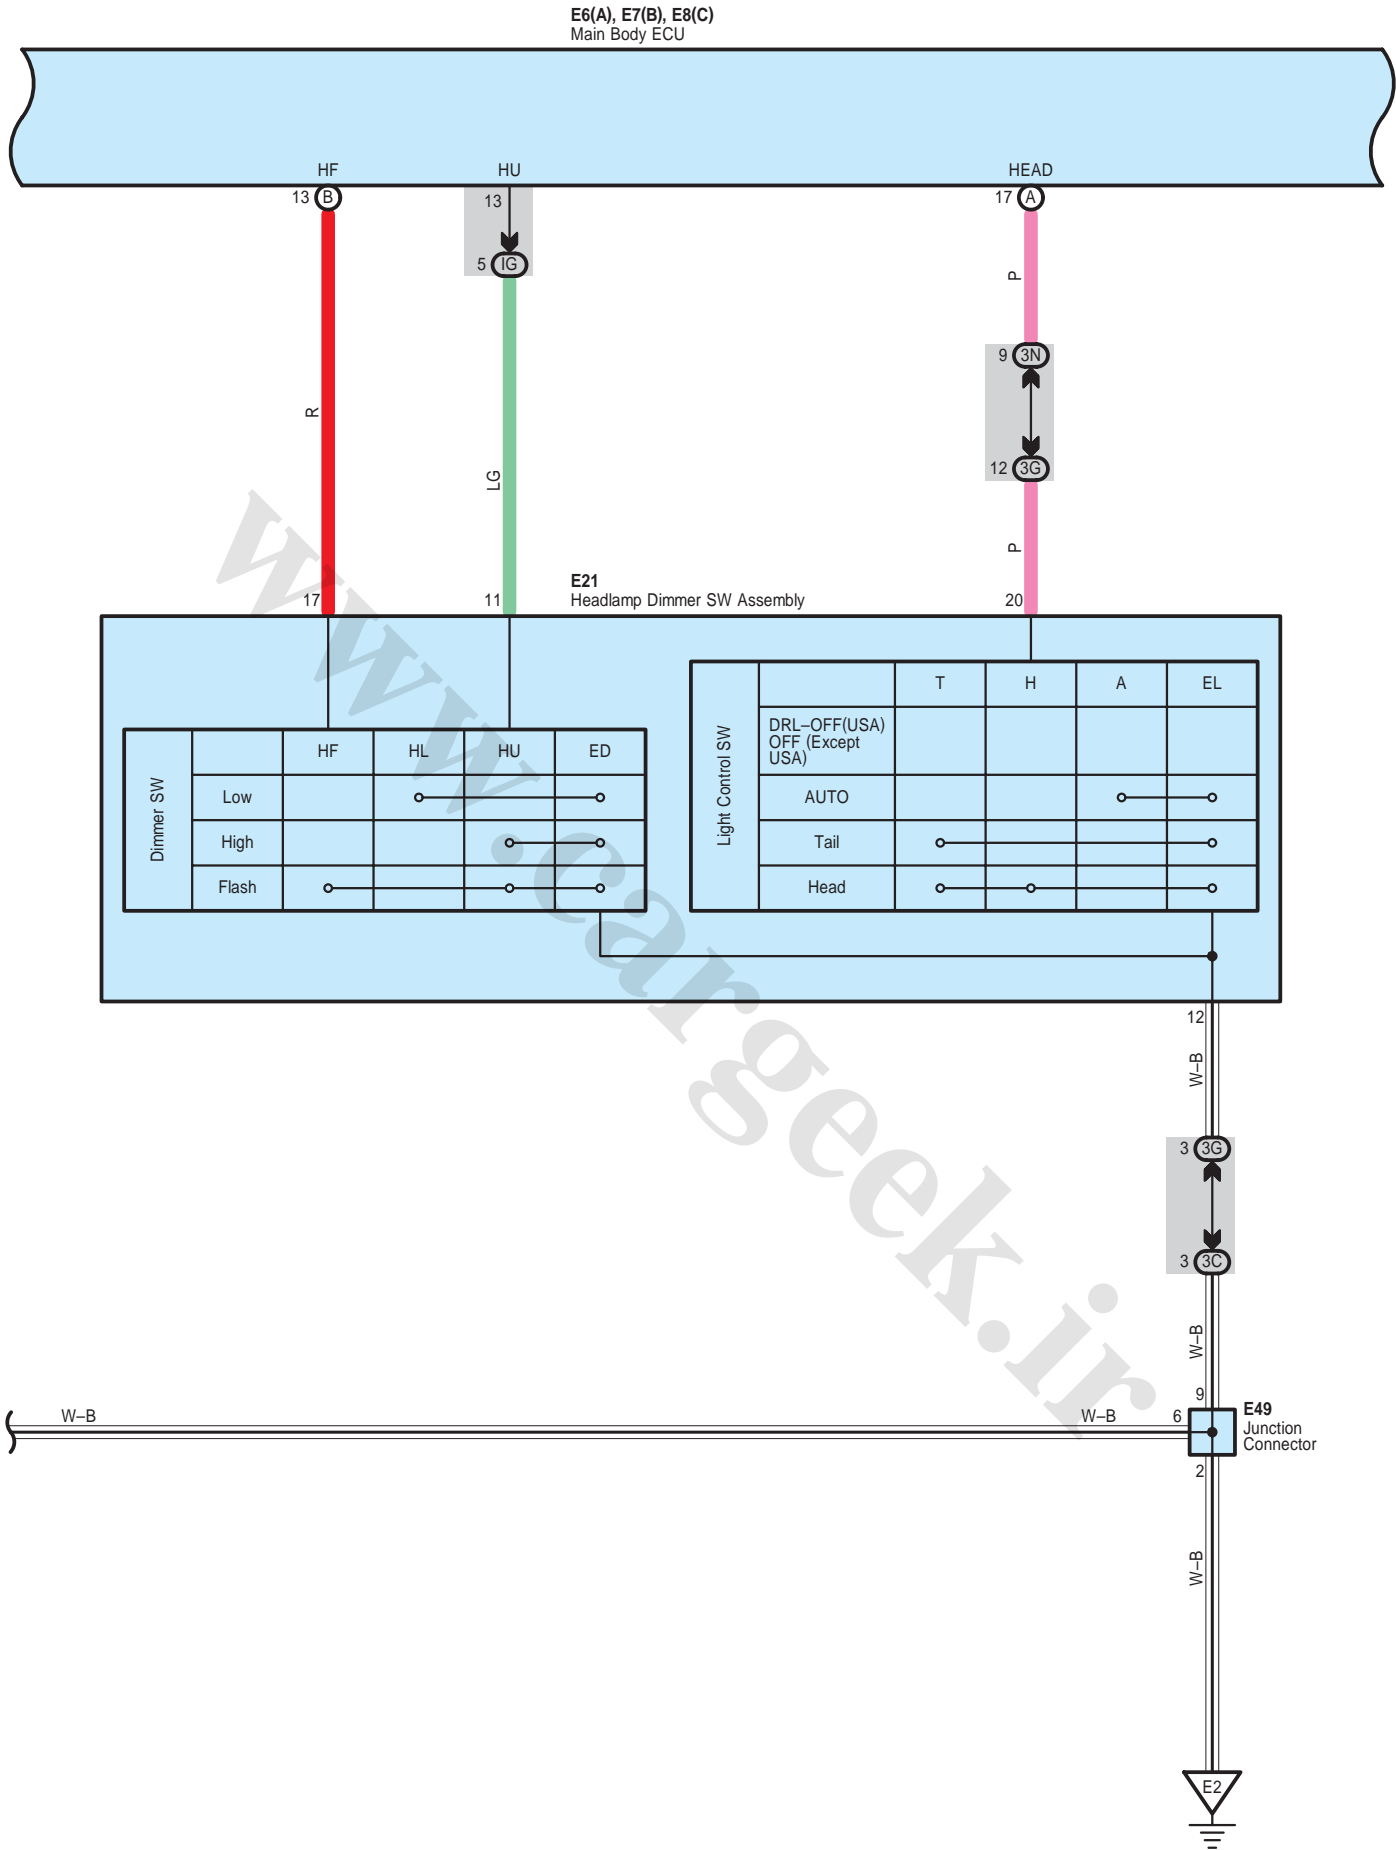 E6(A), E7(B), E8(C)
Main Body ECU
HF
HU
HEAD
13 B
13
17 A
5 IG
P
9 3N
R
12 3G
LG
P
E21
Headlamp Dimmer SW Assembly
17
11
20
Light Control SW
T H A EL
DRL–OFF(USA)
OFF (Except
USA)
AUTO
Tail
Head
Dimmer SW
HF HL HU ED
Low
High
Flash
12
W–B
3 3G
3 3C
W–B
9
W–B
W–B
6
E49
Junction
Connector
2
W–B
E2
www.cargeek.ir